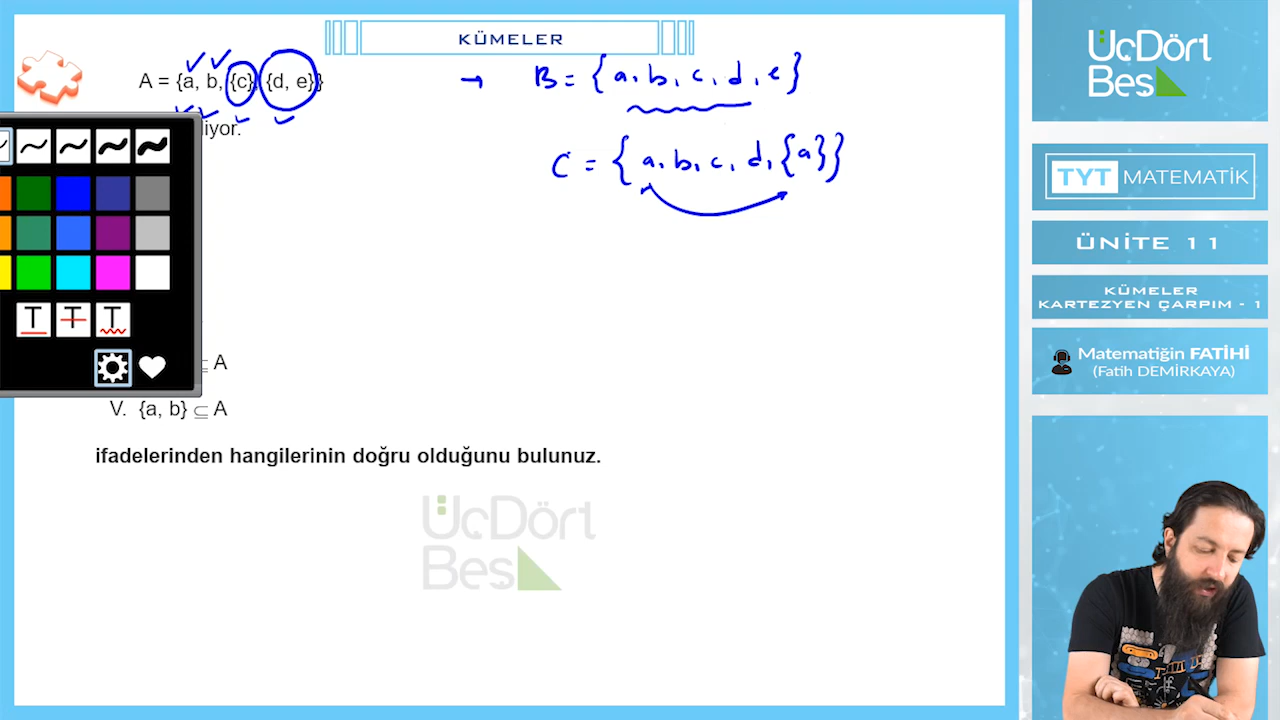 KÜMELER
A = {a, b, {c}, {d, e}}
→ B = {a, b, c, d, e}
liyor.
C = {a, b, c, d, {a}}
T T T
⊆ A
V. {a, b} ⊆ A
ifadelerinden hangilerinin doğru olduğunu bulunuz.
ÜçDört
Beş
ÜçDört
Beş
TYT MATEMATİK
ÜNİTE 11
KÜMELER
KARTEZYEN ÇARPIM - 1
Matematiğin FATİHİ
(Fatih DEMİRKAYA)